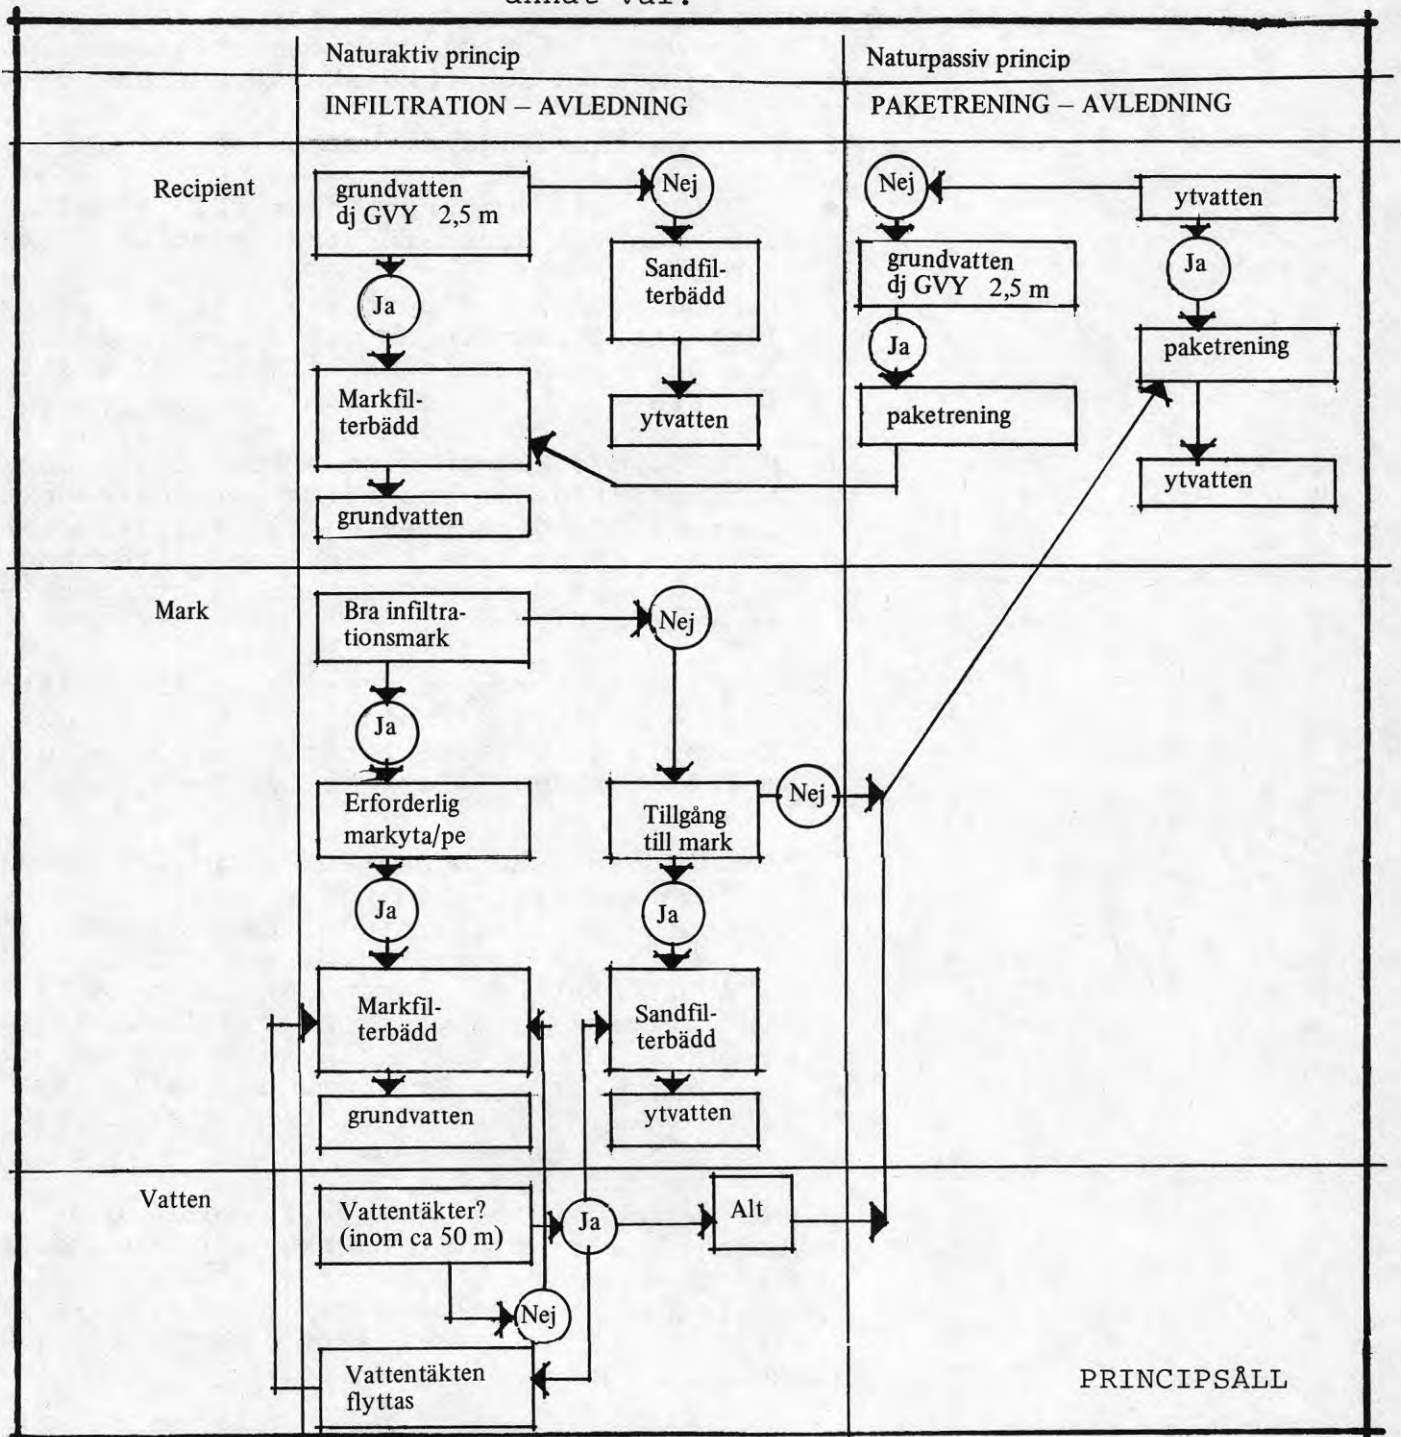 annat val.
Naturaktiv princip
Naturpassiv princip
INFILTRATION – AVLEDNING
PAKETRENING – AVLEDNING
Recipient
grundvatten
dj GVY 2,5 m
Nej
Nej
ytvatten
Ja
Sandfil-
terbädd
grundvatten
dj GVY 2,5 m
Ja
Markfil-
terbädd
ytvatten
Ja
paketrening
paketrening
grundvatten
ytvatten
Mark
Bra infiltra-
tionsmark
Nej
Ja
Erforderlig
markyta/pe
Tillgång
till mark
Nej
Ja
Ja
Markfil-
terbädd
Sandfil-
terbädd
grundvatten
ytvatten
Vatten
Vattentäkter?
(inom ca 50 m)
Ja
Alt
Nej
Vattentäkten
flyttas
PRINCIPSÅLL